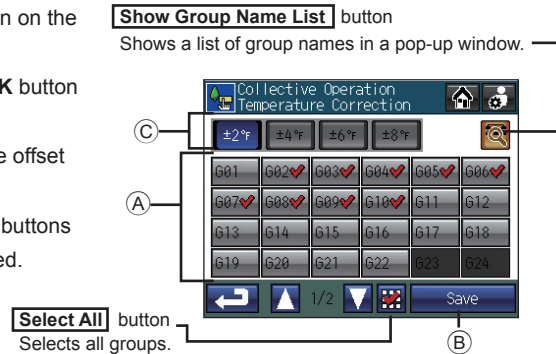 n on the
Show Group Name List button
Shows a list of group names in a pop-up window.
K button
Collective Operation
Temperature Correction
C
±2°F ±4°F ±6°F ±8°F
e offset
A
G01 G02 G03 G04 G05 G06
G07 G08 G09 G10 G11 G12
buttons
G13 G14 G15 G16 G17 G18
ed.
G19 G20 G21 G22 G23 G24
1/2 Save
Select All button
Selects all groups.
B